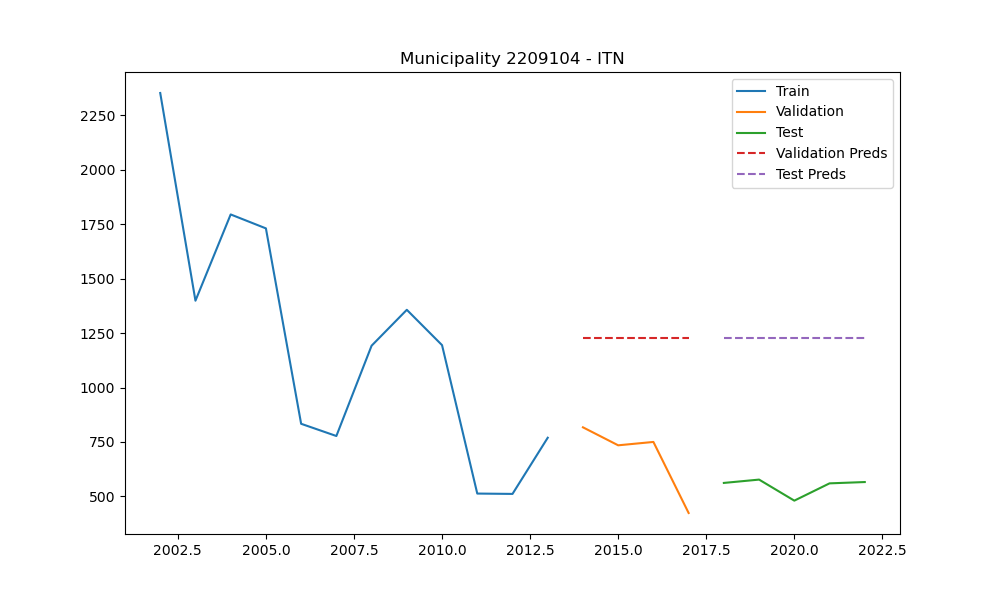 Municipality 2209104 - ITN
Train
Validation
Test
Validation Preds
Test Preds
2250
2000
1750
1500
1250
1000
750
500
2002.5 2005.0 2007.5 2010.0 2012.5 2015.0 2017.5 2020.0 2022.5